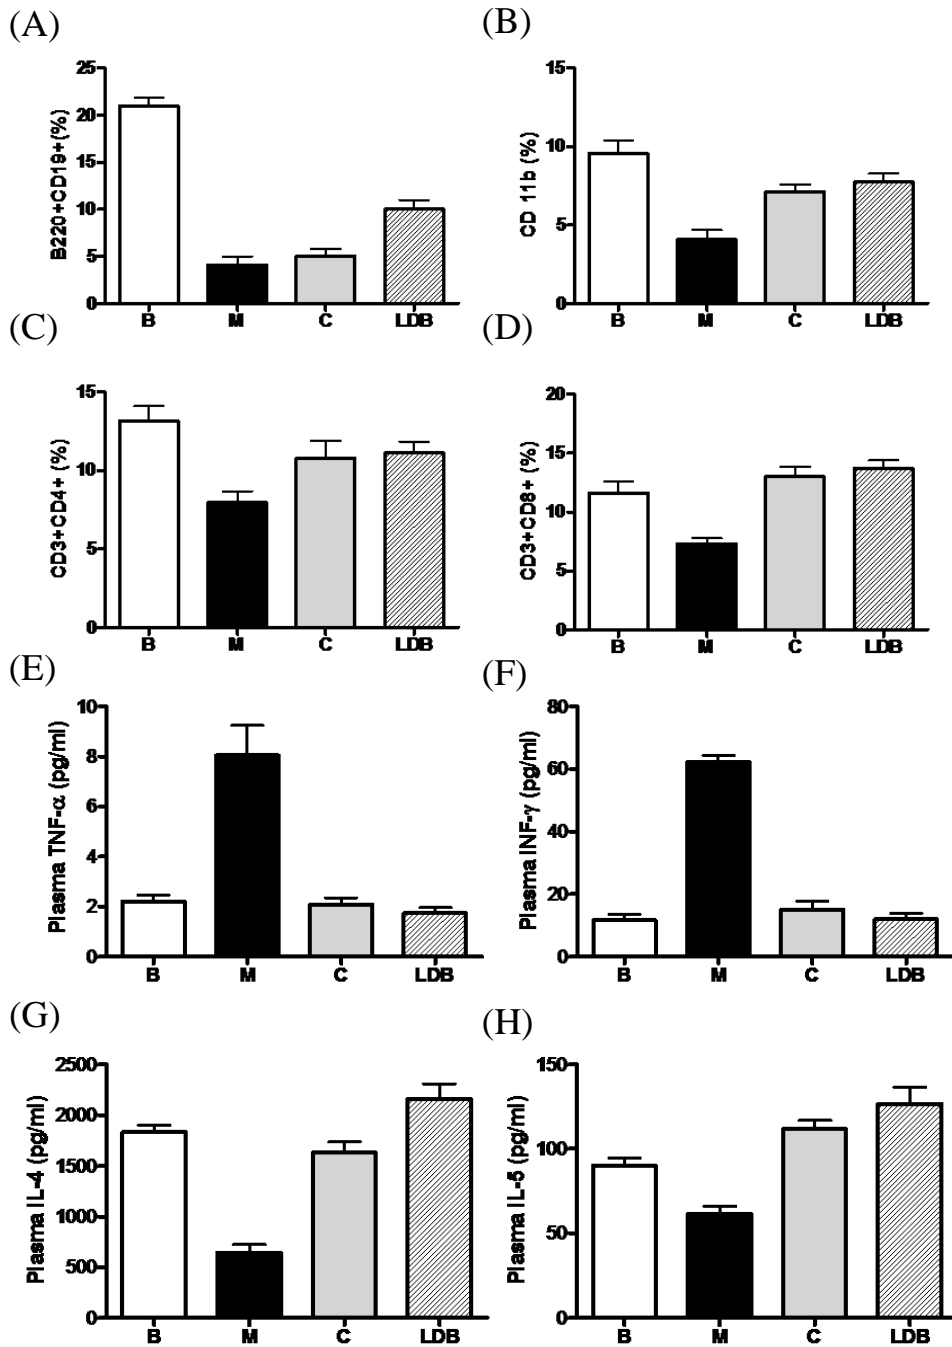 (A)
B220+CD19+(%)
25
20
15
10
5
0
B M C LDB
(B)
CD 11b (%)
15
10
5
0
B M C LDB
(C)
CD3+CD4+ (%)
15
10
5
0
B M C LDB
(D)
CD3+CD8+ (%)
20
15
10
5
0
B M C LDB
(E)
Plasma TNF-α (pg/ml)
10
8
6
4
2
0
B M C LDB
(F)
Plasma INF-γ (pg/ml)
80
60
40
20
0
B M C LDB
(G)
Plasma IL-4 (pg/ml)
2500
2000
1500
1000
500
0
B M C LDB
(H)
Plasma IL-5 (pg/ml)
150
100
50
0
B M C LDB